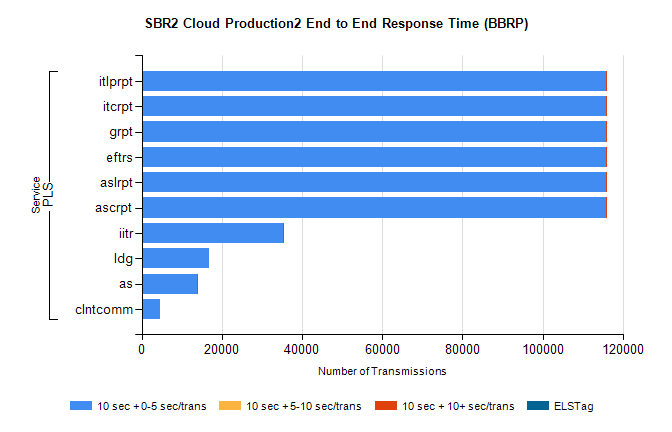 SBR2 Cloud Production2 End to End Response Time (BBRP)
Service
PLS
itlprpt
itcrpt
grpt
eftrs
aslrpt
ascrpt
iitr
ldg
as
clntcomm
0 20000 40000 60000 80000 100000 120000
Number of Transmissions
10 sec +0-5 sec/trans 10 sec +5-10 sec/trans 10 sec + 10+ sec/trans ELSTag